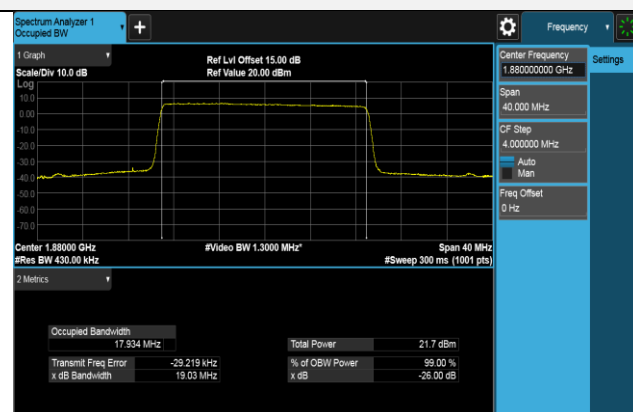 Spectrum Analyzer 1
Occupied BW
+
Frequency
1 Graph
Scale/Div 10.0 dB
Ref Lvl Offset 15.00 dB
Ref Value 20.00 dBm
Log
10.0
0.00
-10.0
-20.0
-30.0
-40.0
-50.0
-60.0
-70.0
Center 1.88000 GHz
#Video BW 1.3000 MHz*
Span 40 MHz
#Res BW 430.00 kHz
#Sweep 300 ms (1001 pts)
2 Metrics
Occupied Bandwidth
17.934 MHz
Total Power 21.7 dBm
Transmit Freq Error -29.219 kHz
% of OBW Power 99.00 %
x dB Bandwidth 19.03 MHz
x dB -26.00 dB
Center Frequency
1.880000000 GHz
Settings
Span
40.000 MHz
CF Step
4.000000 MHz
Auto
Man
Freq Offset
0 Hz